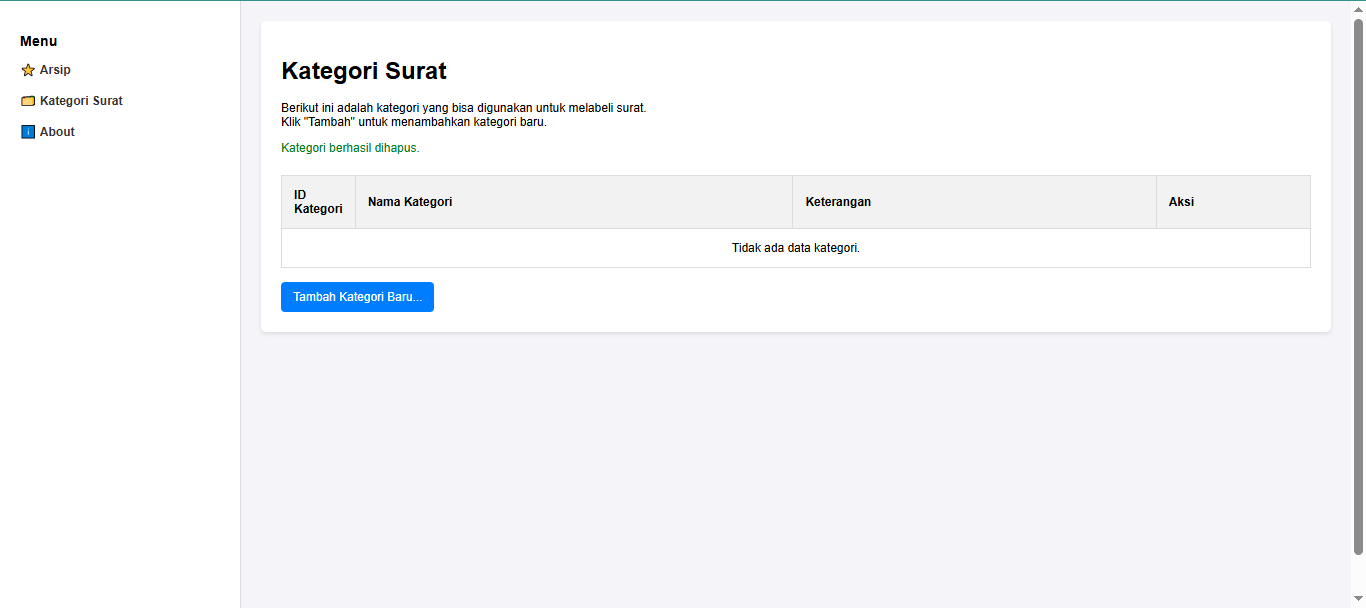 Menu
Arsip
Kategori Surat
About
Kategori Surat
Berikut ini adalah kategori yang bisa digunakan untuk melabeli surat.
Klik "Tambah" untuk menambahkan kategori baru.
Kategori berhasil dihapus.
ID
Kategori
Nama Kategori
Keterangan
Aksi
Tidak ada data kategori.
Tambah Kategori Baru...